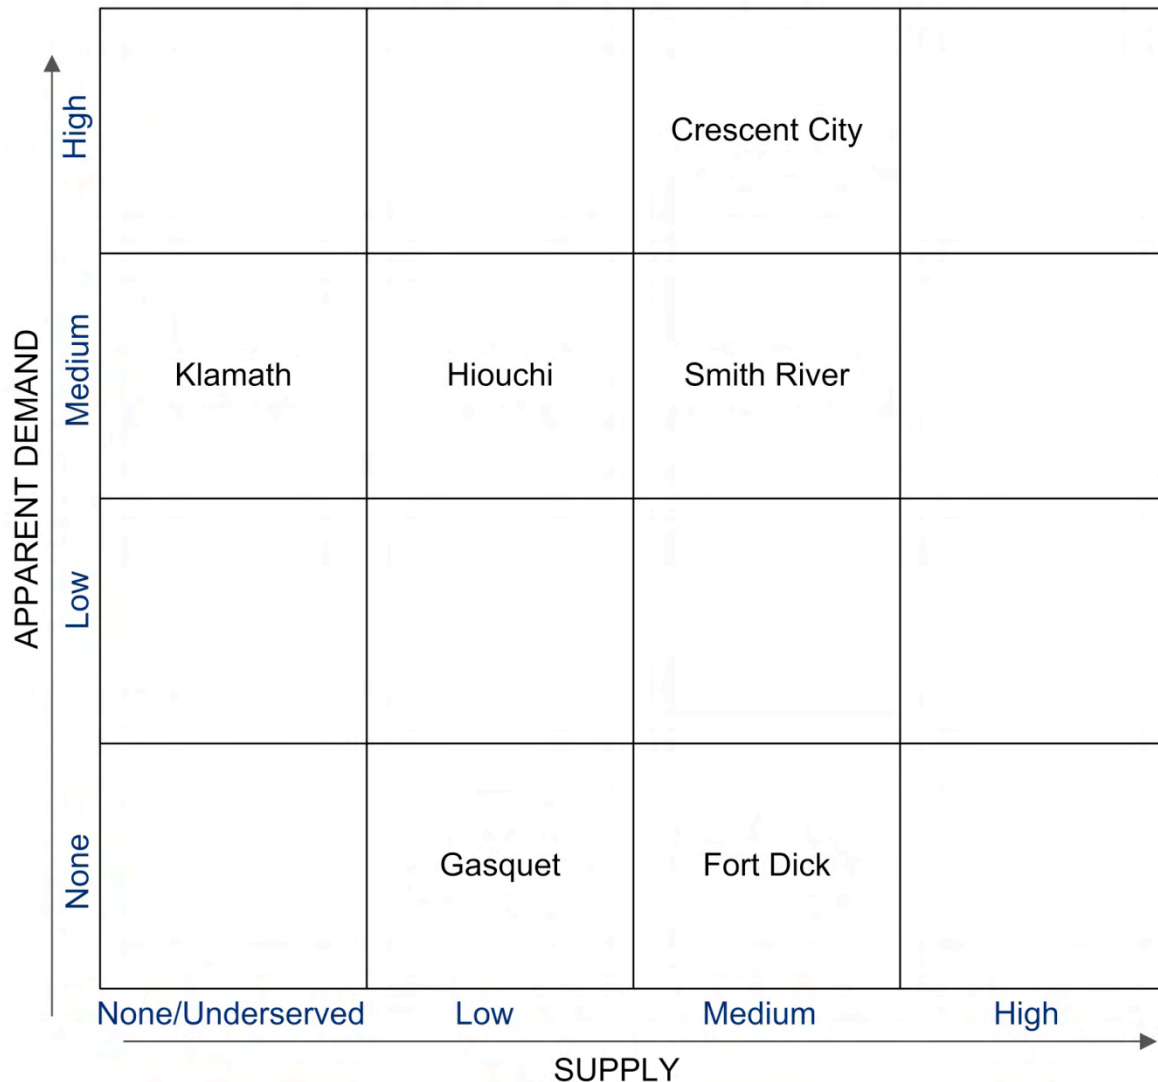 High
Crescent City
APPARENT DEMAND
Medium
Klamath
Hiouchi
Smith River
Low
None
Gasquet
Fort Dick
None/Underserved
Low
Medium
High
SUPPLY